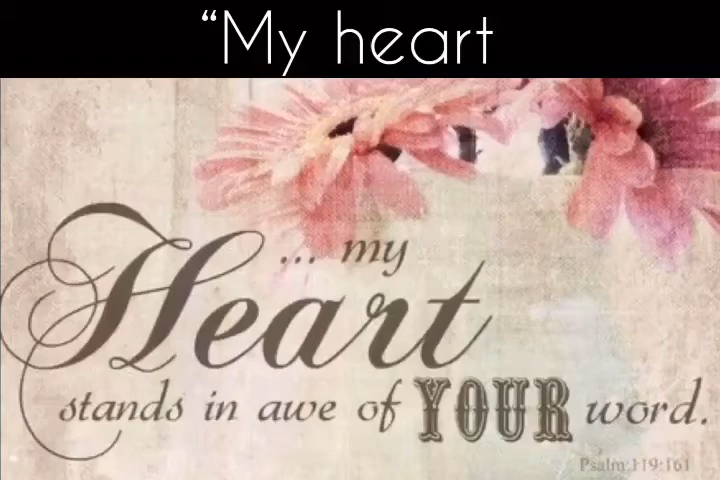 “My heart
... my
Heart
stands in awe of YOUR word.
Psalm:119:161